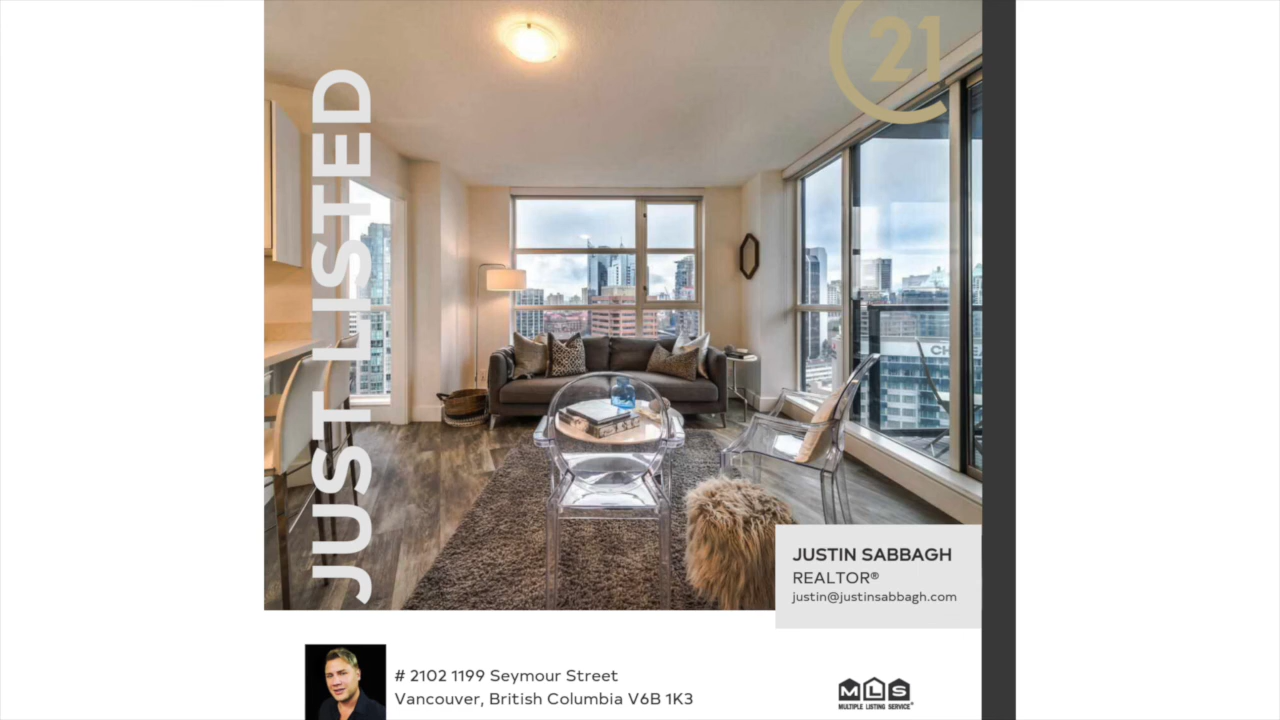 21
JUST LISTED
JUSTIN SABBAGH
REALTOR®
justin@justinsabbagh.com
# 2102 1199 Seymour Street
Vancouver, British Columbia V6B 1K3
MLS
MULTIPLE LISTING SERVICE®